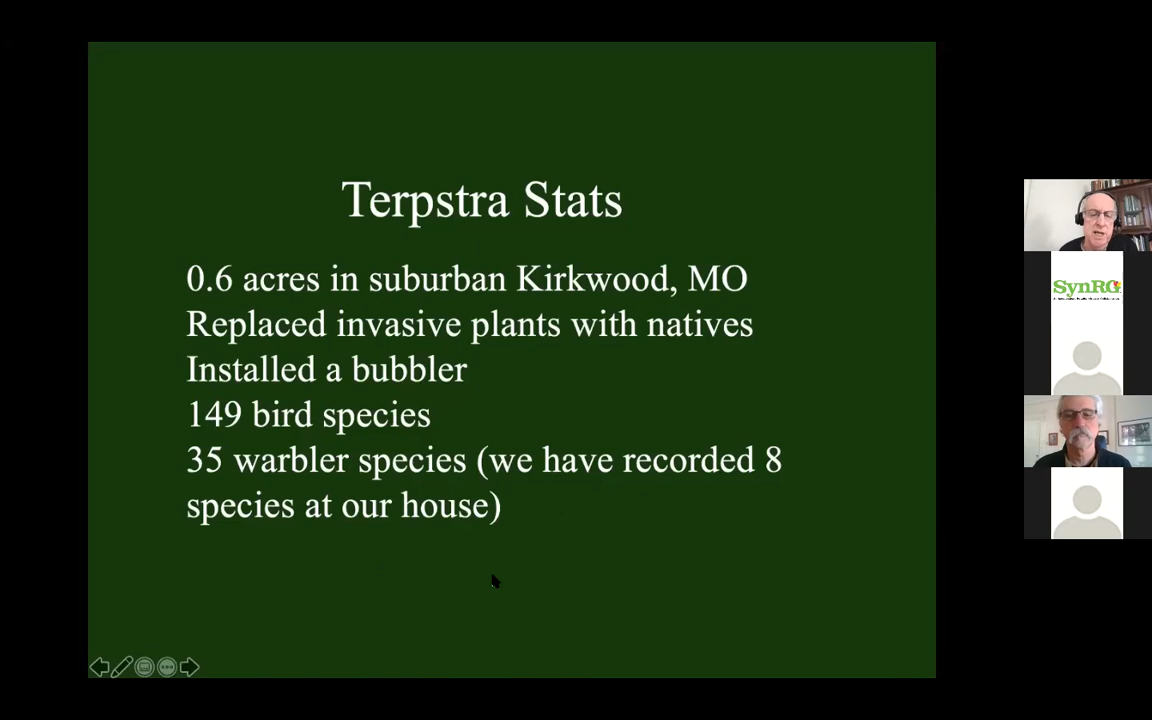 Terpstra Stats
0.6 acres in suburban Kirkwood, MO
Replaced invasive plants with natives
Installed a bubbler
149 bird species
35 warbler species (we have recorded 8
species at our house)
SynRG